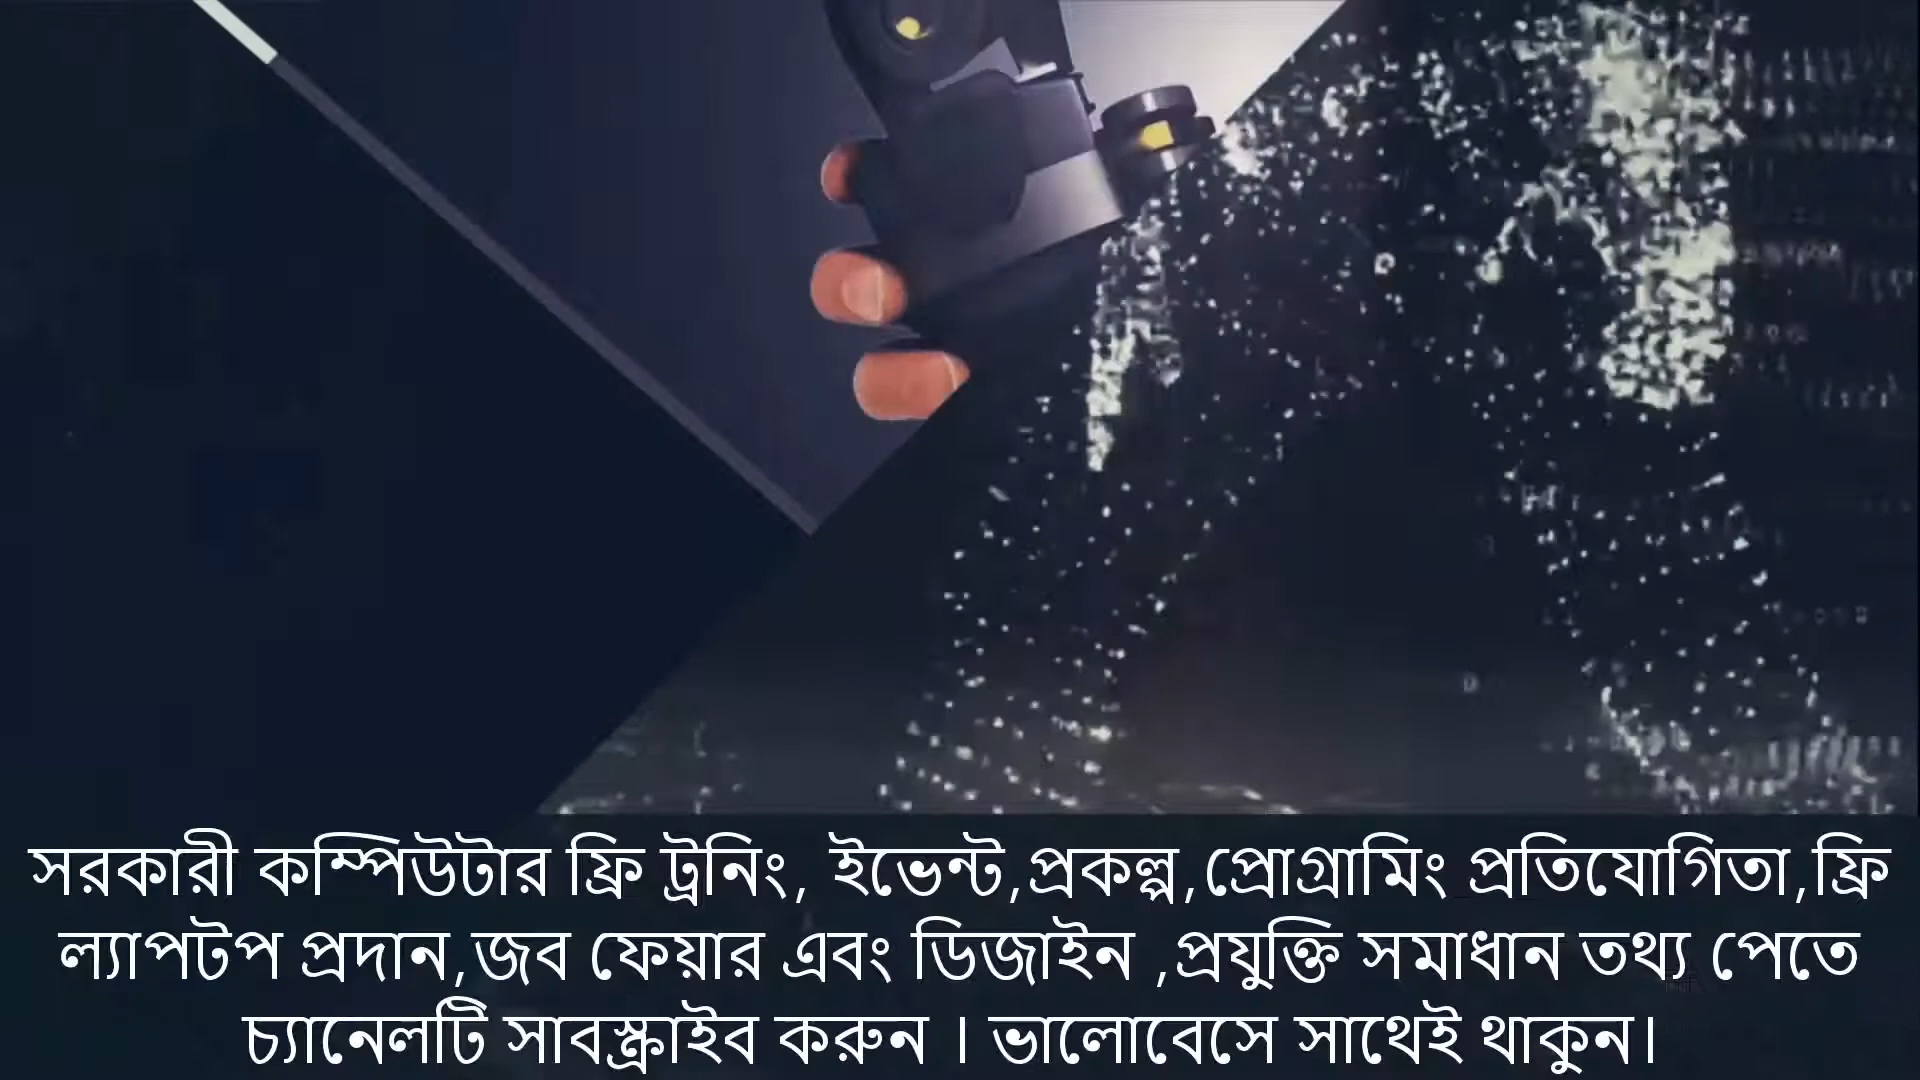 সরকারী কম্পিউটার ফ্রি ট্রনিং, ইভেন্ট,প্রকল্প,প্রোগ্রামিং প্রতিযোগিতা,ফ্রি
ল্যাপটপ প্রদান,জব ফেয়ার এবং ডিজাইন ,প্রযুক্তি সমাধান তথ্য পেতে
চ্যানেলটি সাবস্ক্রাইব করুন । ভালোবেসে সাথেই থাকুন।